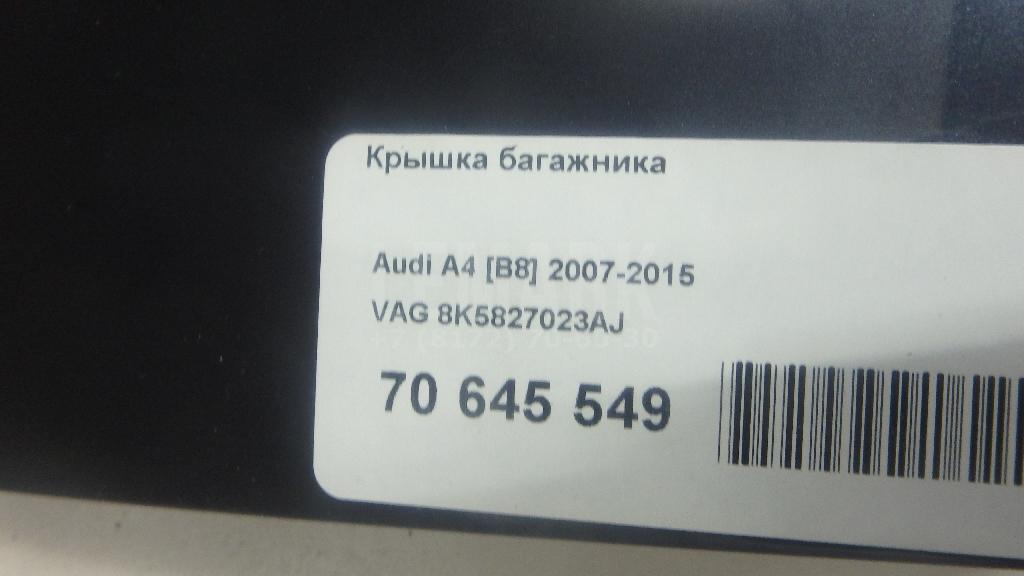 Крышка багажника
Audi A4 [B8] 2007-2015
VAG 8K5827023AJ
70 645 549